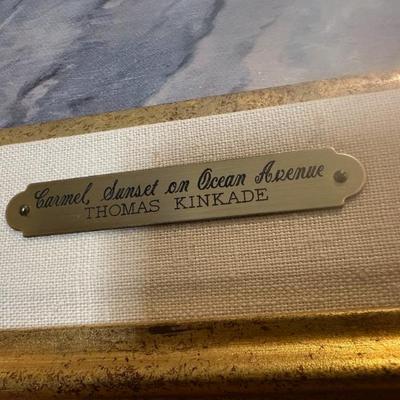 Carmel, Sunset on Ocean Avenue
THOMAS KINKADE